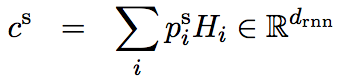 c^s = \sum_i p_i^s H_i \in \mathbb{R}^{d_{rnn}}